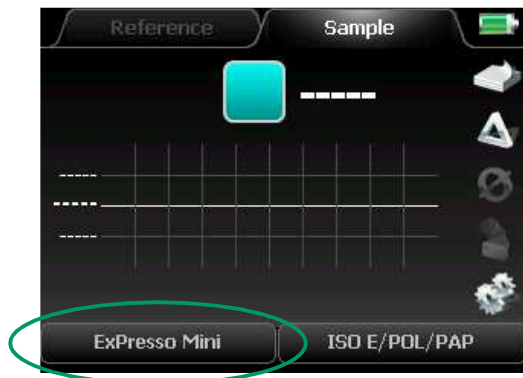 Reference Sample
-----
-----
-----
-----
ExPresso Mini ISO E/POL/PAP